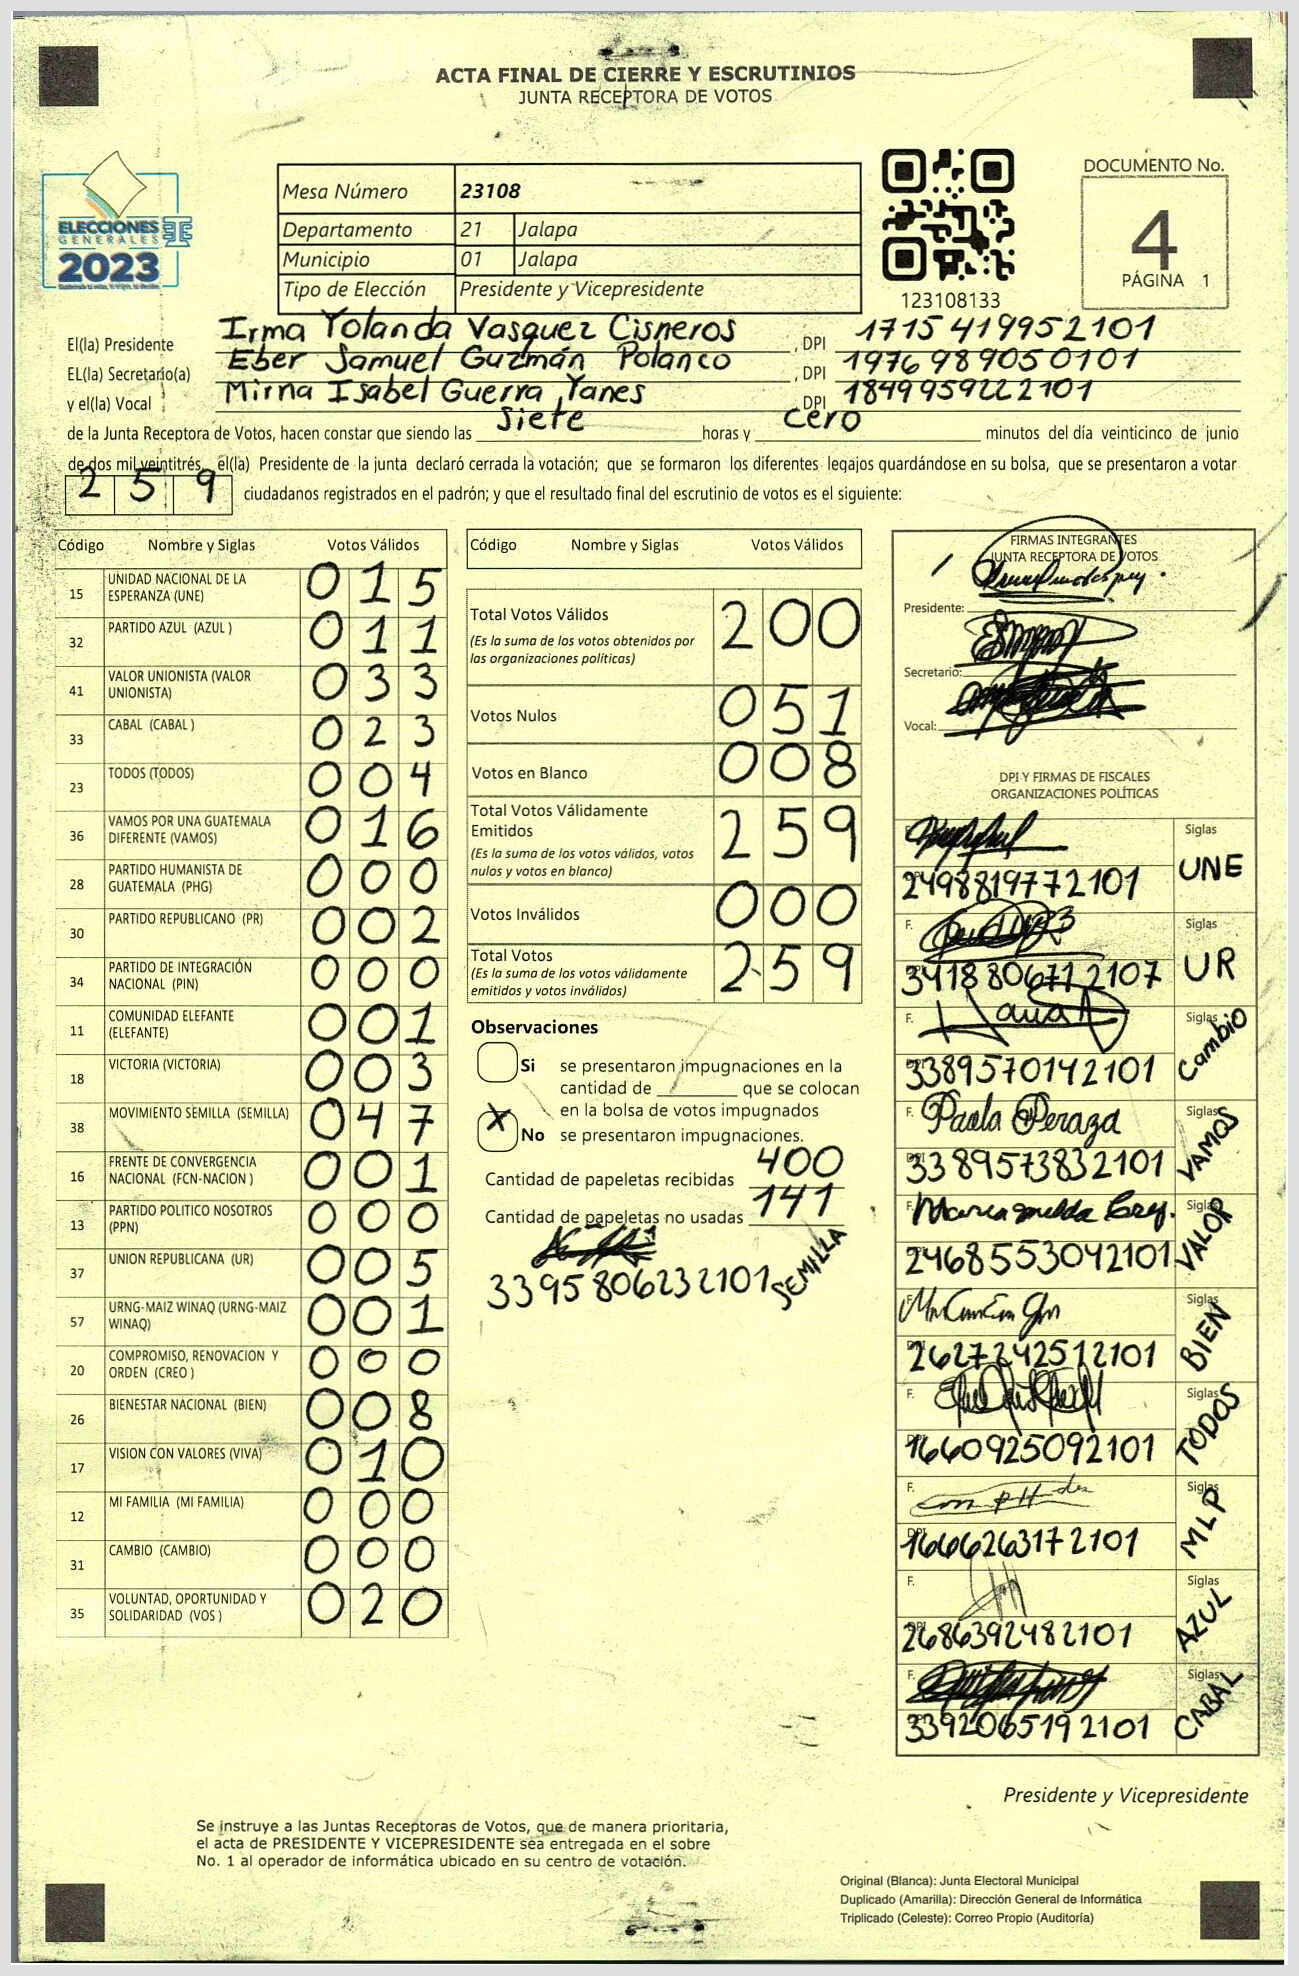 ACTA FINAL DE CIERRE Y ESCRUTINIOS
JUNTA RECEPTORA DE VOTOS
ELECCIONES
GENERALES
2023
Mesa Número 23108
Departamento 21 Jalapa
Municipio 01 Jalapa
Tipo de Elección Presidente y Vicepresidente
123108133
DOCUMENTO No.
4
PÁGINA 1
El(la) Presidente Irma Yolanda Vasquez Cisneros , DPI 1715419952101
EL(la) Secretario(a) Eber Samuel Guzmán Polanco , DPI 1976989050101
y el(la) Vocal Mirna Isabel Guerra Yanes , DPI 1849959222101
de la Junta Receptora de Votos, hacen constar que siendo las siete horas y cero minutos del día veinticinco de junio
de dos mil veintitrés, el(la) Presidente de la junta declaró cerrada la votación; que se formaron los diferentes legajos guardándose en su bolsa, que se presentaron a votar
259 ciudadanos registrados en el padrón; y que el resultado final del escrutinio de votos es el siguiente:
Código Nombre y Siglas Votos Válidos
15 UNIDAD NACIONAL DE LA ESPERANZA (UNE) 015
32 PARTIDO AZUL (AZUL ) 011
41 VALOR UNIONISTA (VALOR UNIONISTA) 033
33 CABAL (CABAL ) 023
23 TODOS (TODOS) 004
36 VAMOS POR UNA GUATEMALA DIFERENTE (VAMOS) 016
28 PARTIDO HUMANISTA DE GUATEMALA (PHG) 000
30 PARTIDO REPUBLICANO (PR) 002
34 PARTIDO DE INTEGRACIÓN NACIONAL (PIN) 000
11 COMUNIDAD ELEFANTE (ELEFANTE) 001
18 VICTORIA (VICTORIA) 003
38 MOVIMIENTO SEMILLA (SEMILLA) 047
16 FRENTE DE CONVERGENCIA NACIONAL (FCN-NACION ) 001
13 PARTIDO POLITICO NOSOTROS (PPN) 000
37 UNION REPUBLICANA (UR) 005
57 URNG-MAIZ WINAQ (URNG-MAIZ WINAQ) 001
20 COMPROMISO, RENOVACION Y ORDEN (CREO ) 000
26 BIENESTAR NACIONAL (BIEN) 008
17 VISION CON VALORES (VIVA) 010
12 MI FAMILIA (MI FAMILIA) 000
31 CAMBIO (CAMBIO) 000
35 VOLUNTAD, OPORTUNIDAD Y SOLIDARIDAD (VOS ) 020
Código Nombre y Siglas Votos Válidos
Total Votos Válidos 200
(Es la suma de los votos obtenidos por
las organizaciones políticas)
Votos Nulos 051
Votos en Blanco 008
Total Votos Válidamente
Emitidos 259
(Es la suma de los votos válidos, votos
nulos y votos en blanco)
Votos Inválidos 000
Total Votos 259
(Es la suma de los votos válidamente
emitidos y votos inválidos)
Observaciones
Si se presentaron impugnaciones en la
cantidad de ________ que se colocan
en la bolsa de votos impugnados
X No se presentaron impugnaciones.
Cantidad de papeletas recibidas 400
Cantidad de papeletas no usadas 141
3395806232101 SEMILLA
FIRMAS INTEGRANTES
JUNTA RECEPTORA DE VOTOS
Presidente:
Secretario:
Vocal:
DPI Y FIRMAS DE FISCALES
ORGANIZACIONES POLÍTICAS
Siglas
2498819772101 UNE
F. Siglas
3418806712107 UR
F. Siglas
3389570142101 Cambio
F. Paola Peraza Siglas
3389573832101 VAMOS
F. Siglas
2468553042101 VALOR
F. Siglas
2627242512101 BIEN
F. Siglas
1660925092101 TODOS
F. Siglas
1666263172101 MLP
F. Siglas
2686392482101 AZUL
F. Siglas
3392065192101 CABAL
Presidente y Vicepresidente
Se instruye a las Juntas Receptoras de Votos, que de manera prioritaria,
el acta de PRESIDENTE Y VICEPRESIDENTE sea entregada en el sobre
No. 1 al operador de informática ubicado en su centro de votación.
Original (Blanca): Junta Electoral Municipal
Duplicado (Amarilla): Dirección General de Informática
Triplicado (Celeste): Correo Propio (Auditoría)